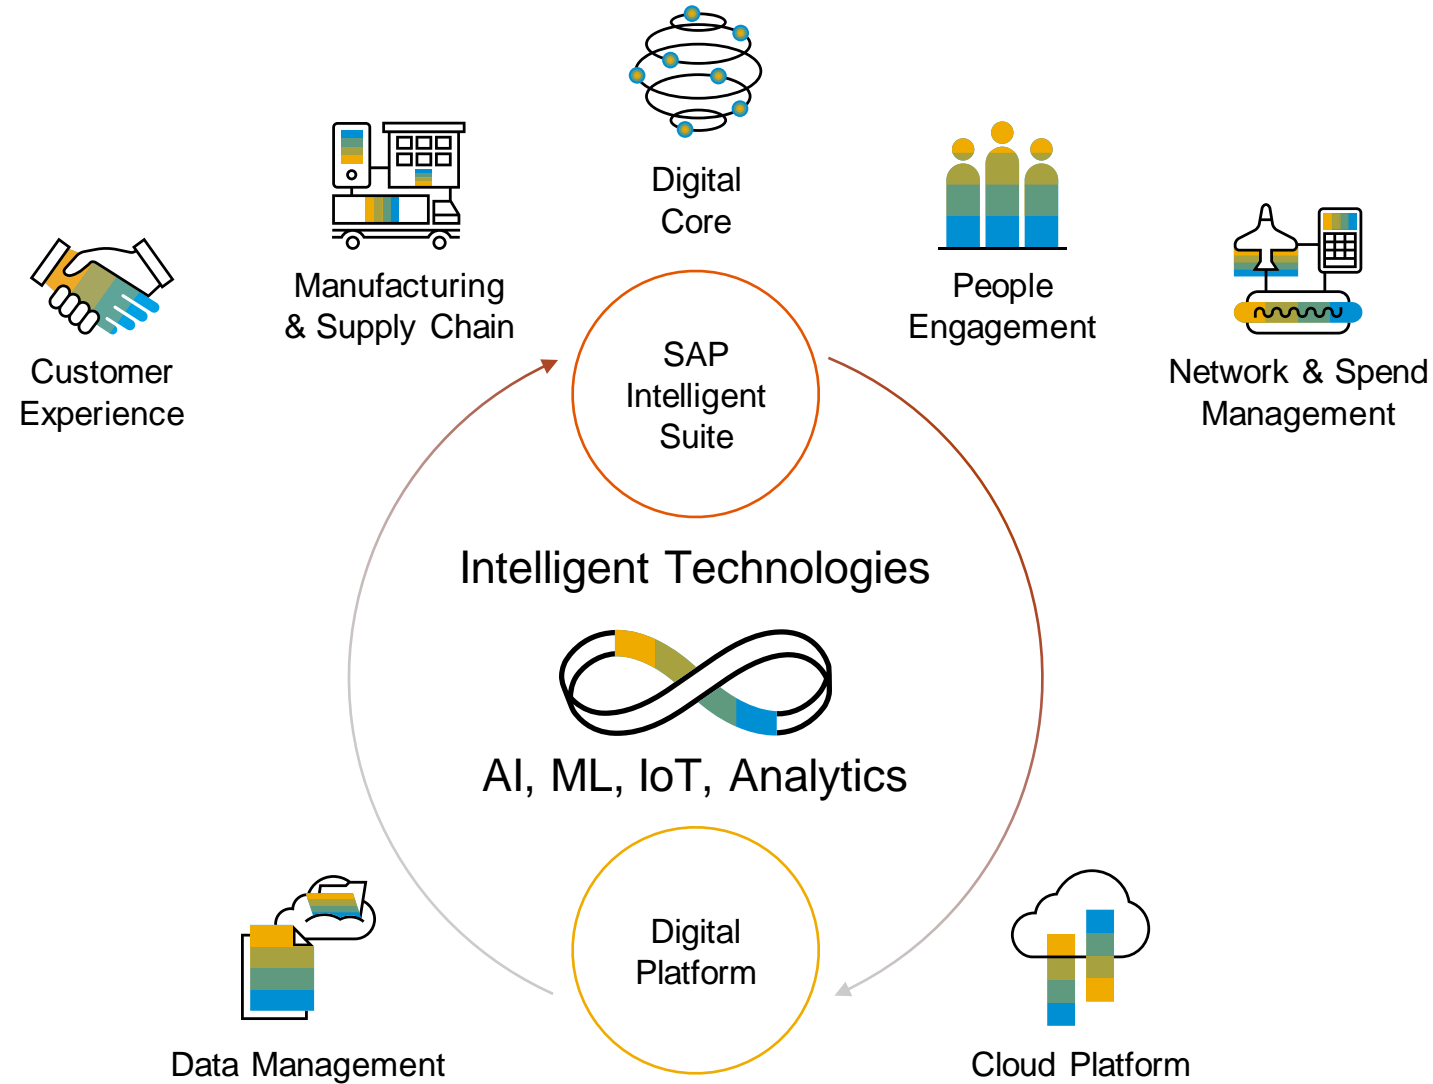 Digital
Core
Manufacturing
& Supply Chain
People
Engagement
Customer
Experience
Network & Spend
Management
SAP
Intelligent
Suite
Intelligent Technologies
AI, ML, IoT, Analytics
Digital
Platform
Data Management
Cloud Platform